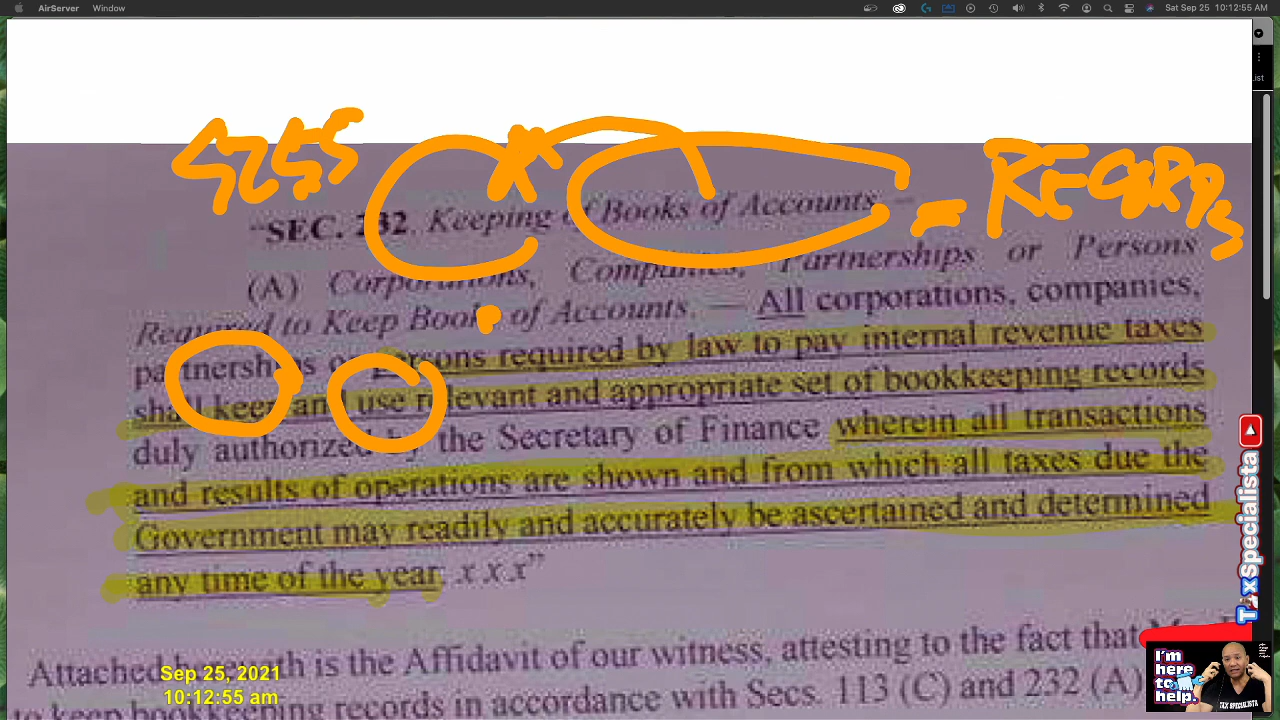 AirServer Window
Sat Sep 25 10:12:55 AM
List
"SEC. 232. Keeping of Books of Accounts. –
= RECORDS
(A) Corporations, Companies, Partnerships or Persons
Required to Keep Books of Accounts. — All corporations, companies,
partnerships or persons required by law to pay internal revenue taxes
shall keep and use relevant and appropriate set of bookkeeping records
duly authorized by the Secretary of Finance wherein all transactions
and results of operations are shown and from which all taxes due the
Government may readily and accurately be ascertained and determined
any time of the year. x x x"
Attached herewith is the Affidavit of our witness, attesting to the fact that
to keep bookkeeping records in accordance with Secs. 113 (C) and 232 (A)
Sep 25, 2021
10:12:55 am
TaxSpecialista
I'm
here
to
help.
TAX SPECIALISTA